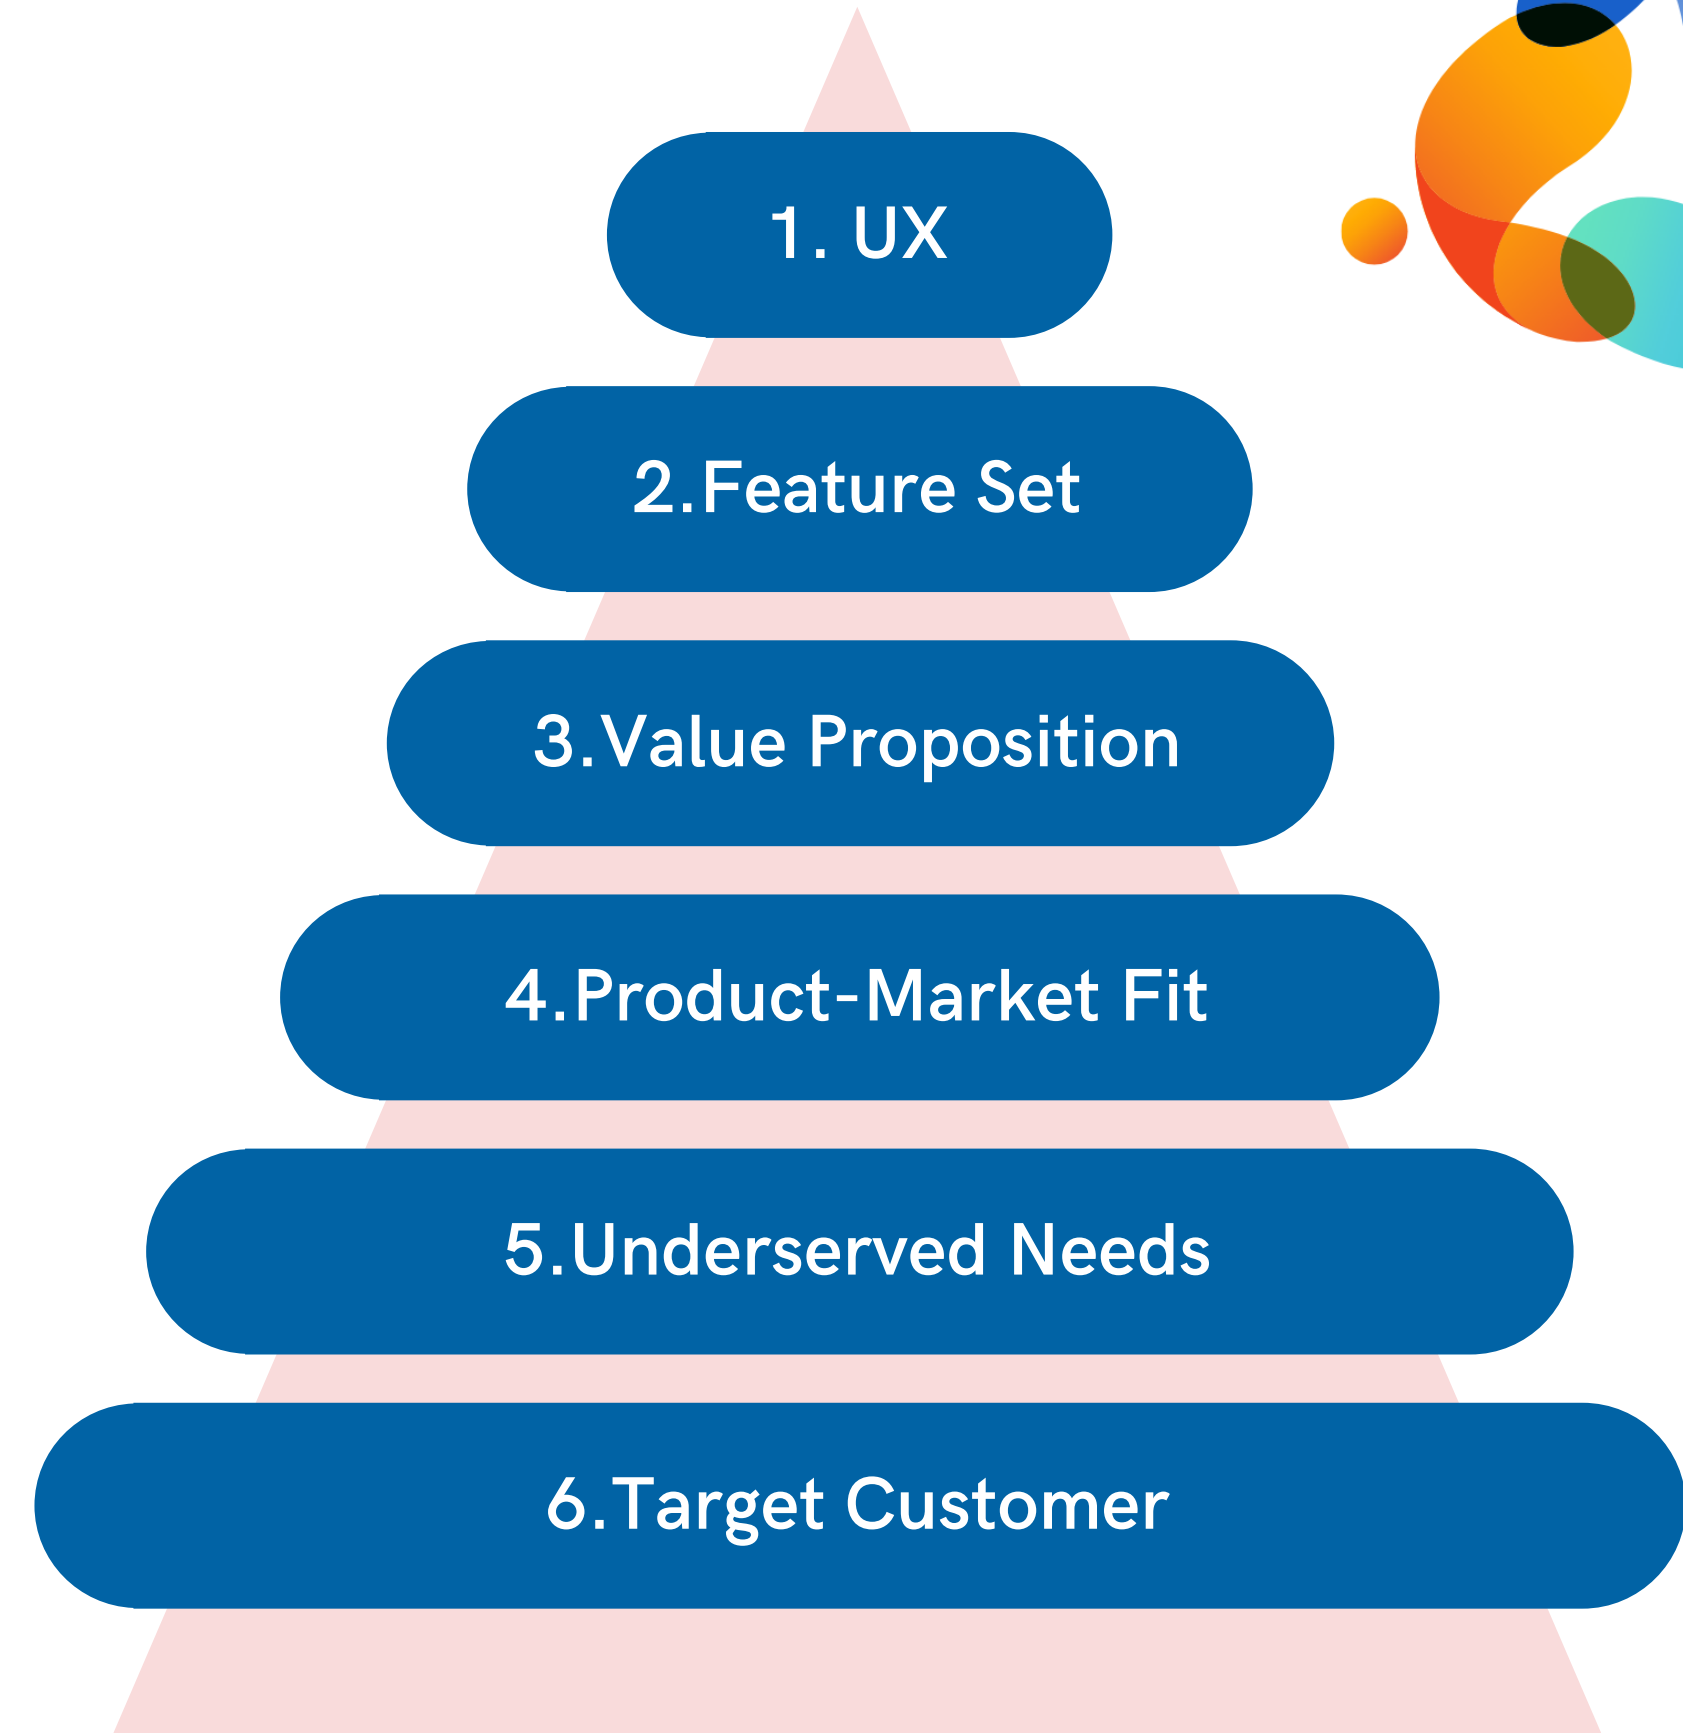 1. UX
2.Feature Set
3.Value Proposition
4.Product-Market Fit
5.Underserved Needs
6.Target Customer